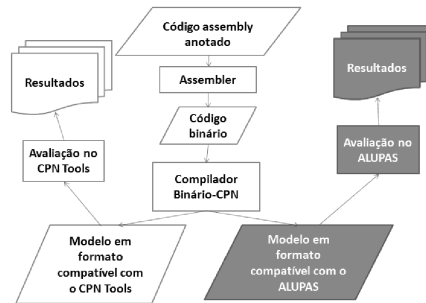 Código assembly
anotado
Assembler
Código
binário
Compilador
Binário-CPN
Resultados
Avaliação no
CPN Tools
Modelo em
formato
compatível com
o CPN Tools
Resultados
Avaliação no
ALUPAS
Modelo em
formato
compatível com o
ALUPAS